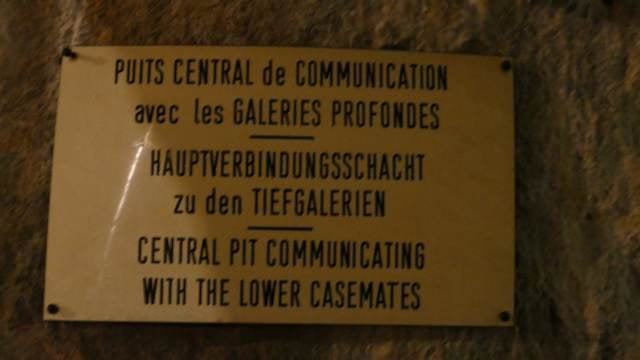 PUITS CENTRAL de COMMUNICATION
avec les GALERIES PROFONDES
HAUPTVERBINDUNGSSCHACHT
zu den TIEFGALERIEN
CENTRAL PIT COMMUNICATING
WITH THE LOWER CASEMATES